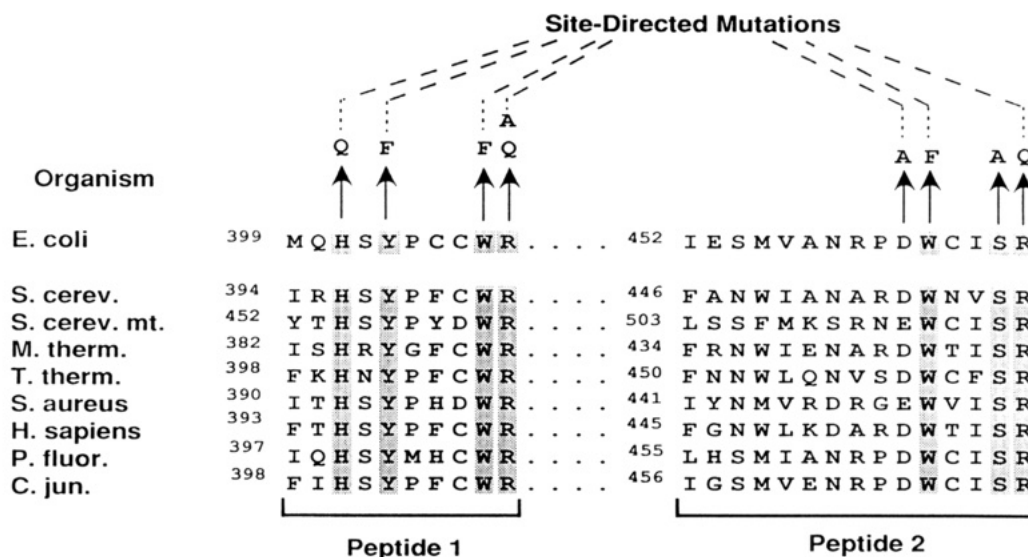 Site-Directed Mutations
A
Q F F Q A F A Q
Organism
E. coli 399 M Q H S Y P C C W R . . . . 452 I E S M V A N R P D W C I S R
S. cerev. 394 I R H S Y P F C W R . . . . 446 F A N W I A N A R D W N V S R
S. cerev. mt. 452 Y T H S Y P Y D W R . . . . 503 L S S F M K S R N E W C I S R
M. therm. 382 I S H R Y G F C W R . . . . 434 F R N W I E N A R D W T I S R
T. therm. 398 F K H N Y P F C W R . . . . 450 F N N W L Q N V S D W C F S R
S. aureus 390 I T H S Y P H D W R . . . . 441 I Y N M V R D R G E W V I S R
H. sapiens 393 F T H S Y P F C W R . . . . 445 F G N W L K D A R D W T I S R
P. fluor. 397 I Q H S Y M H C W R . . . . 455 L H S M I A N R P D W C I S R
C. jun. 398 F I H S Y P F C W R . . . . 456 I G S M V E N R P D W C I S R
Peptide 1 Peptide 2